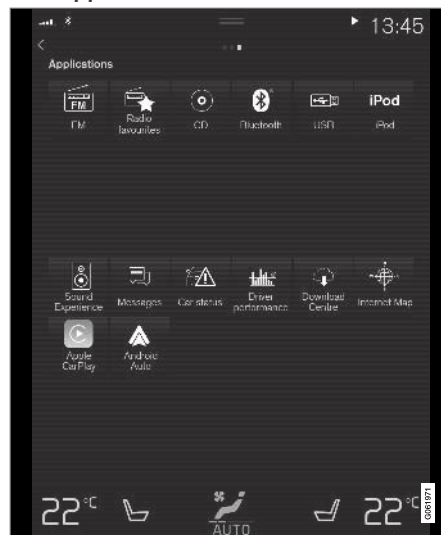 13:45
Applications
FM
FM
Radio
favourites
CD
Bluetooth
USB
iPod
iPod
Sound
Experience
Messages
Car status
Driver
performance
Download
Centre
Internet Map
Apple
CarPlay
Android
Auto
22°C
AUTO
22°C
G061971